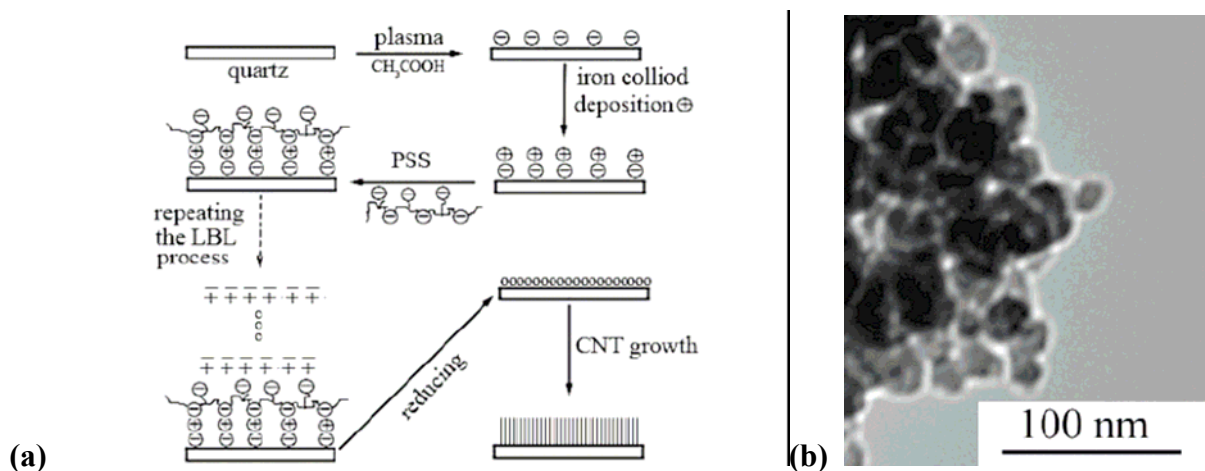 plasma
CH3COOH
quartz
iron colliod
deposition ⊕
PSS
repeating
the LBL
process
reducing
CNT growth
(a)
(b)
100 nm